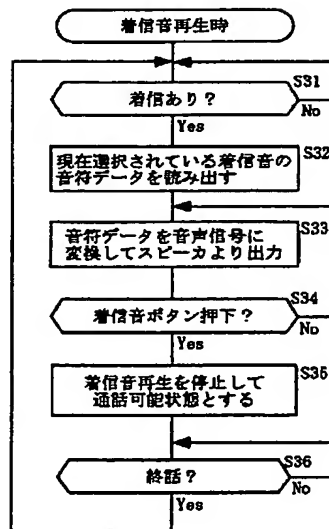 着信音再生時
S31
着信あり？
No
Yes
S32
現在選択されている着信音の
音符データを読み出す
S33
音符データを音声信号に
変換してスピーカより出力
S34
着信音ボタン押下？
No
Yes
S35
着信音再生を停止して
通話可能状態とする
S36
終話？
No
Yes